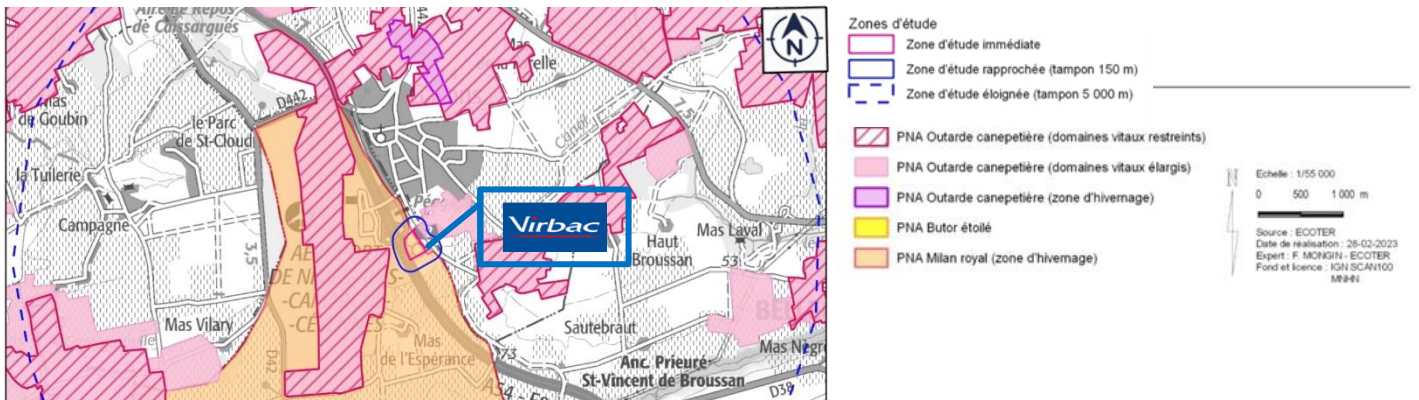 Aire de Repos
-de Caissargues
D442
mas
de Goubin
le Parc
de St-Cloud
la Tuilerie
Campagne
3,5
Canal
7,5
Virbac
Haut
Broussan
Mas Laval
53
Mas Vilary
D42
Mas
de l'Espérance
73
Sautebraut
Anc. Prieuré
St-Vincent de Broussan
D38
A54
N
Zones d'étude
Zone d'étude immédiate
Zone d'étude rapprochée (tampon 150 m)
Zone d'étude éloignée (tampon 5 000 m)
PNA Outarde canepetière (domaines vitaux restreints)
PNA Outarde canepetière (domaines vitaux élargis)
PNA Outarde canepetière (zone d'hivernage)
PNA Butor étoilé
PNA Milan royal (zone d'hivernage)
Echelle : 1/55 000
0 500 1 000 m
Source : ECOTER
Date de réalisation : 28-02-2023
Expert : F. MONGIN - ECOTER
Fond et licence : IGN SCAN100
MNHN